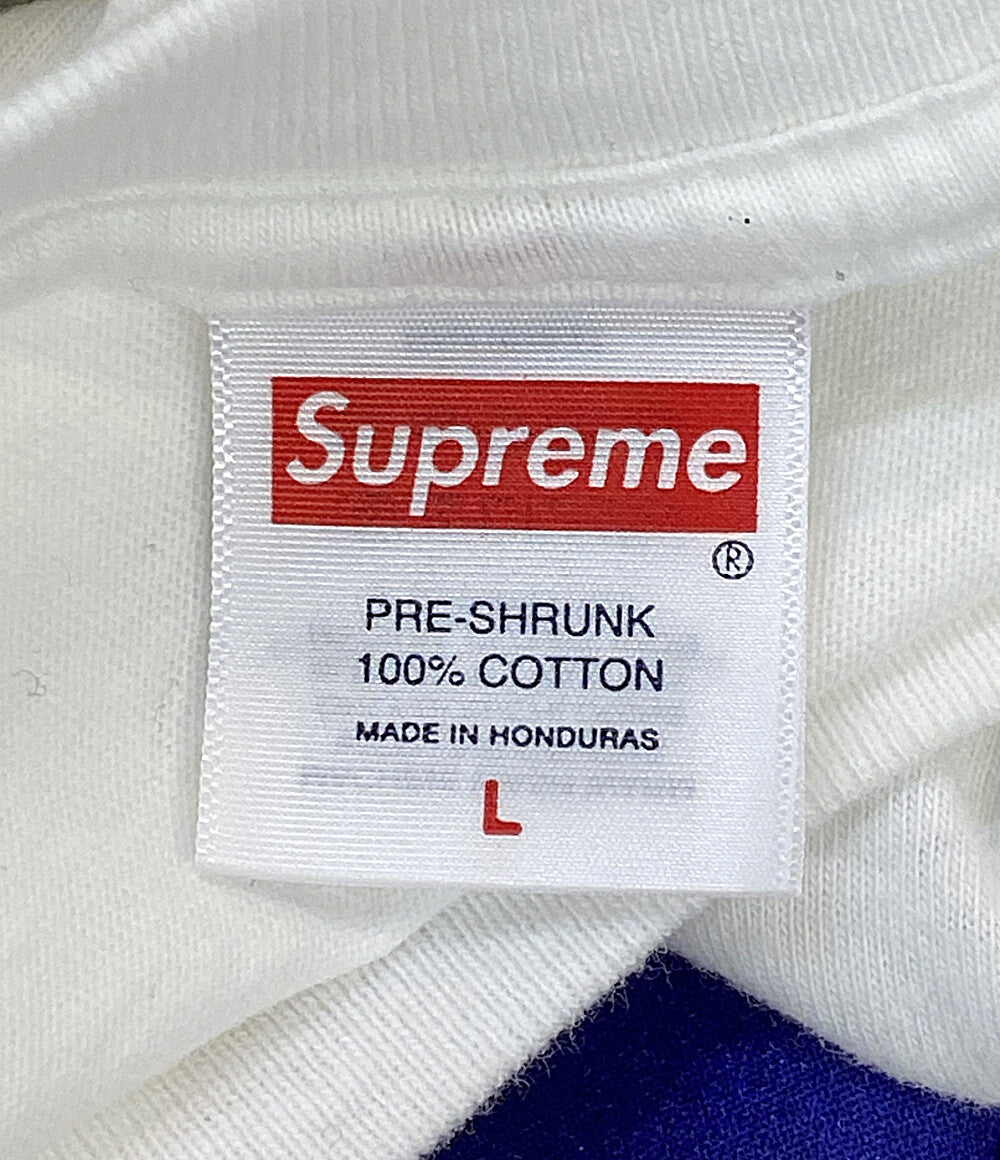 Supreme
®
PRE-SHRUNK
100% COTTON
MADE IN HONDURAS
L